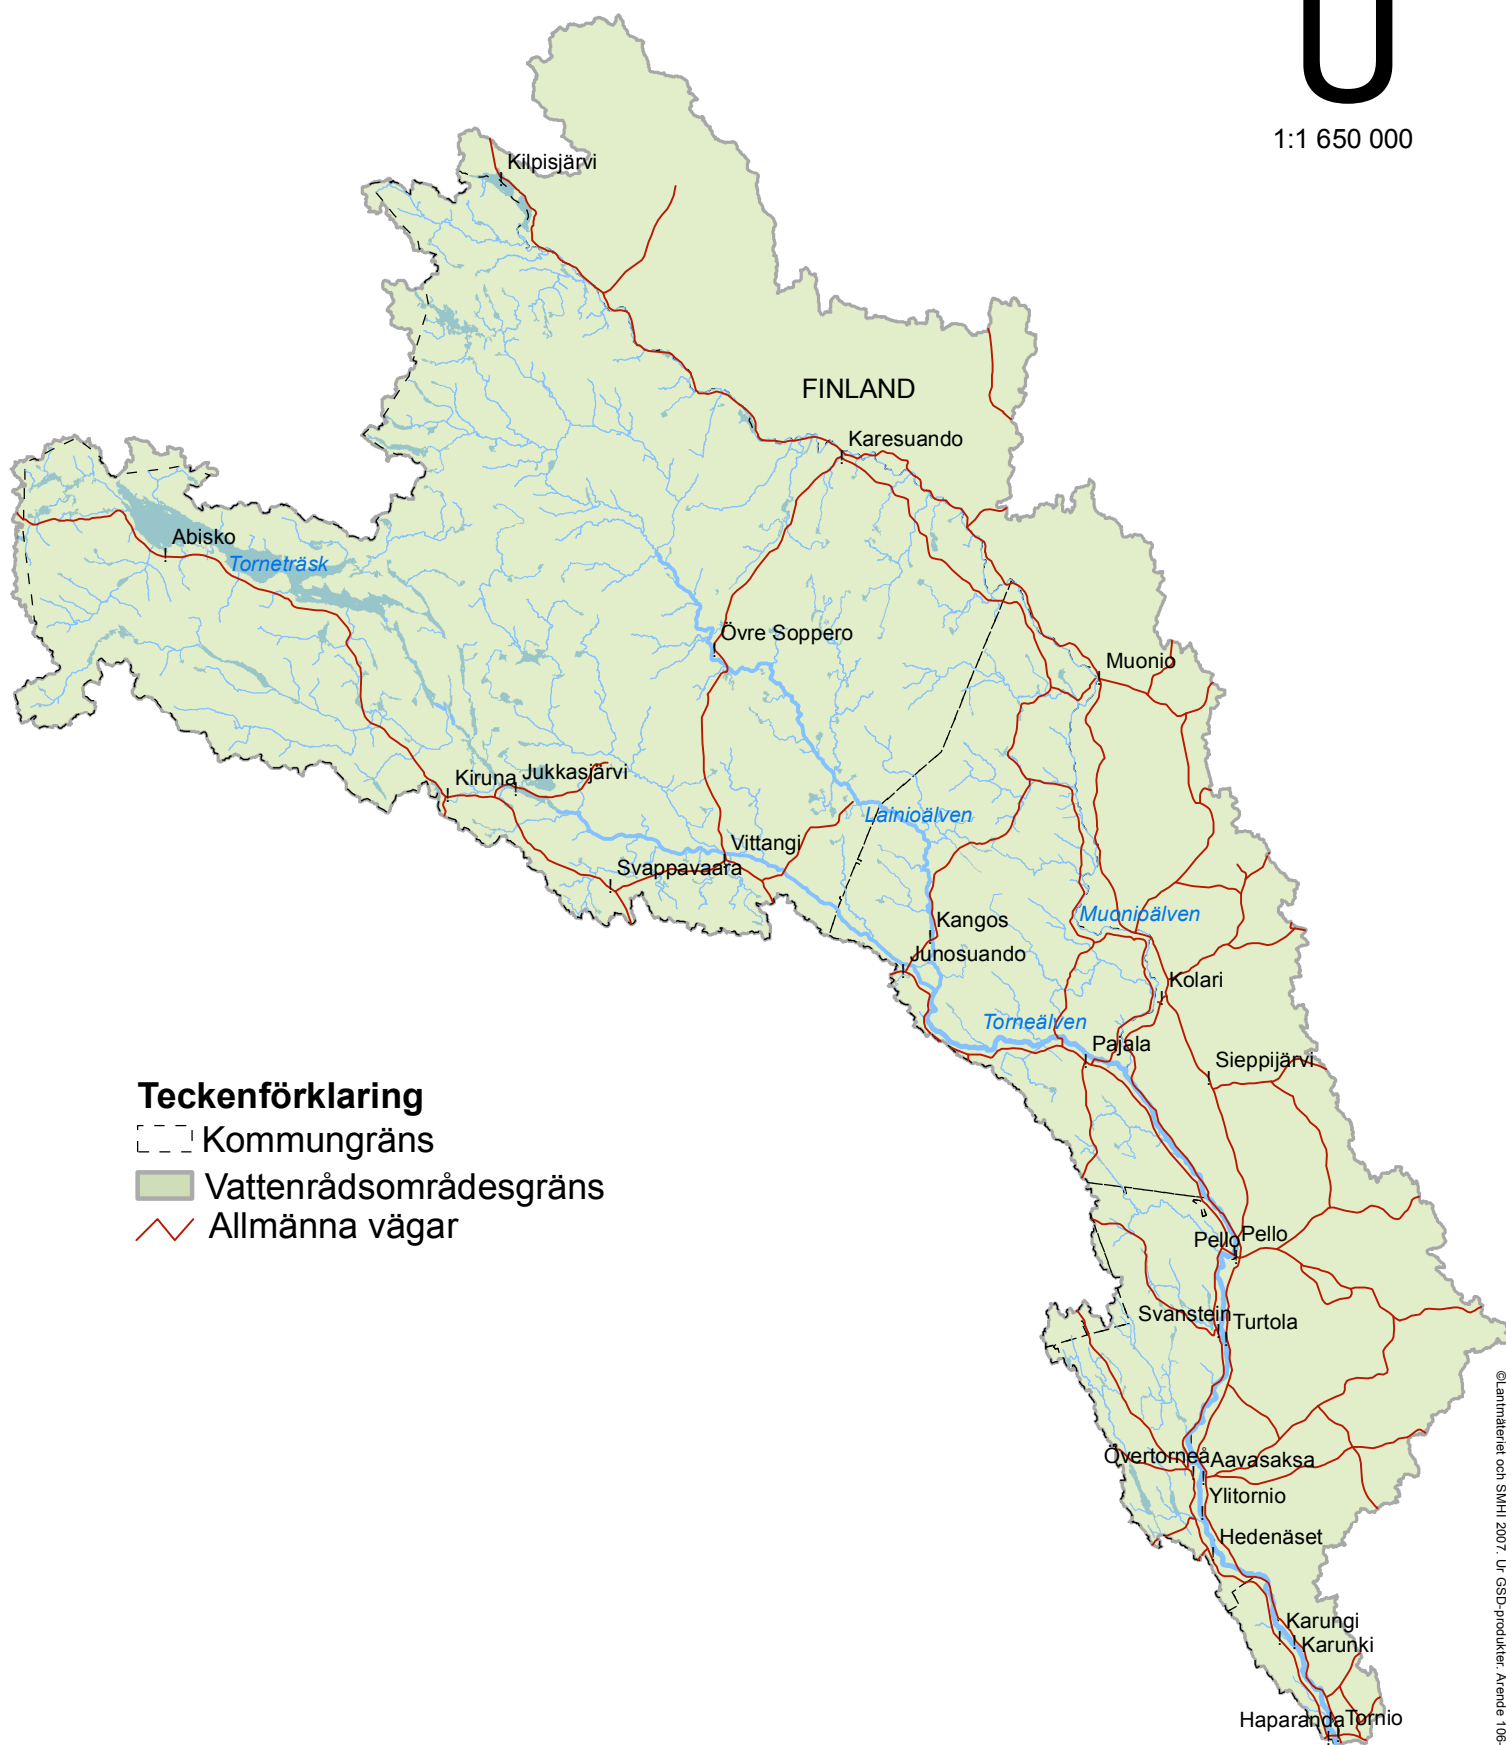 U
1:1 650 000
Kilpisjärvi
FINLAND
Karesuando
Abisko
Torneträsk
Övre Soppero
Muonio
Kiruna
Jukkasjärvi
Lainioälven
Vittangi
Svappavaara
Muonioälven
Kangos
Junosuando
Kolari
Torneälven
Pajala
Sieppijärvi
Teckenförklaring
Kommungräns
Vattenrådsområdesgräns
Allmänna vägar
Pello
Pello
Svanstein
Turtola
Övertorneå
Aavasaksa
Ylitornio
Hedenäset
Karungi
Karunki
Haparanda
Tornio
©Lantmäteriet och SMHI 2007. Ur GSD-produkter. Ärende 106-